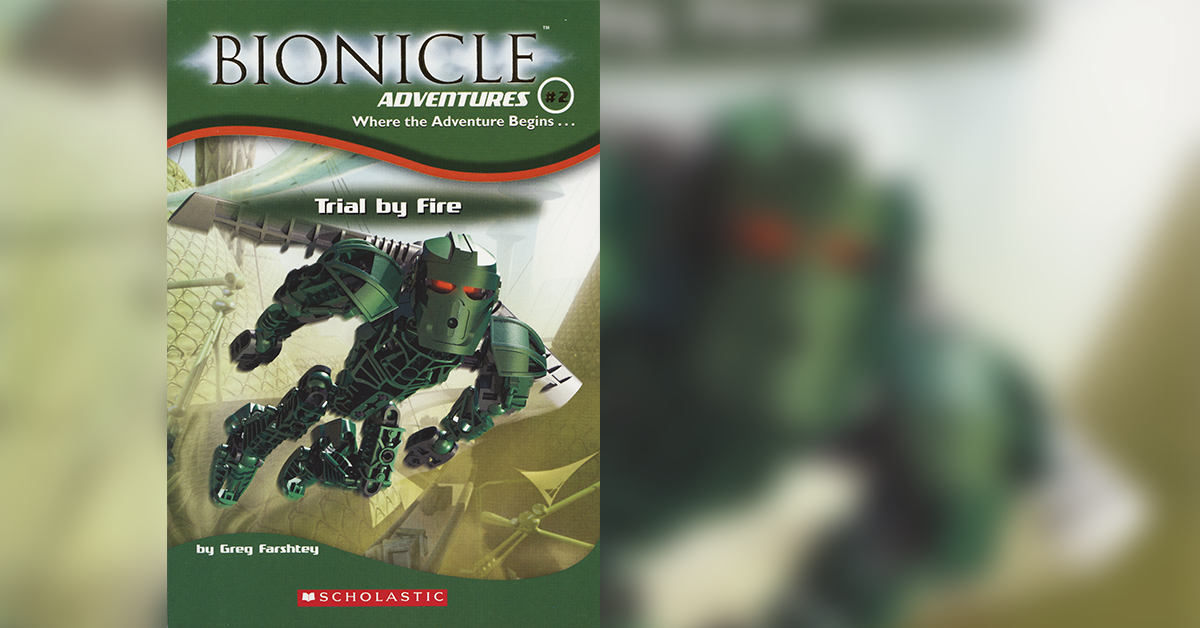 BIONICLE™
ADVENTURES #2
Where the Adventure Begins...
Trial by Fire
by Greg Farshtey
SCHOLASTIC